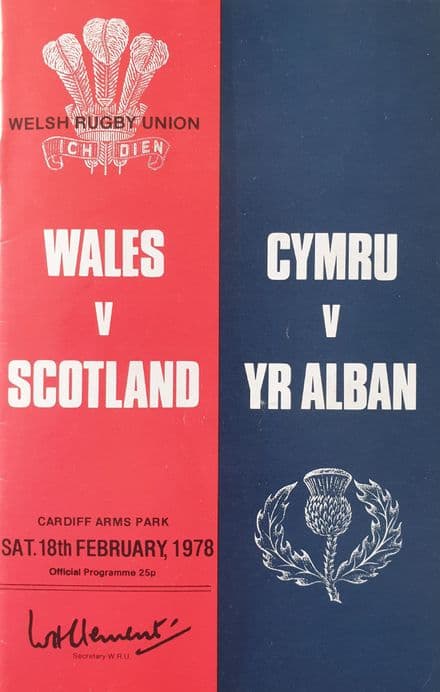 WELSH RUGBY UNION
ICH DIEN
WALES
V
SCOTLAND
CARDIFF ARMS PARK
SAT. 18th FEBRUARY, 1978
Official Programme 25p
W H Clement
Secretary W.R.U.
CYMRU
V
YR ALBAN